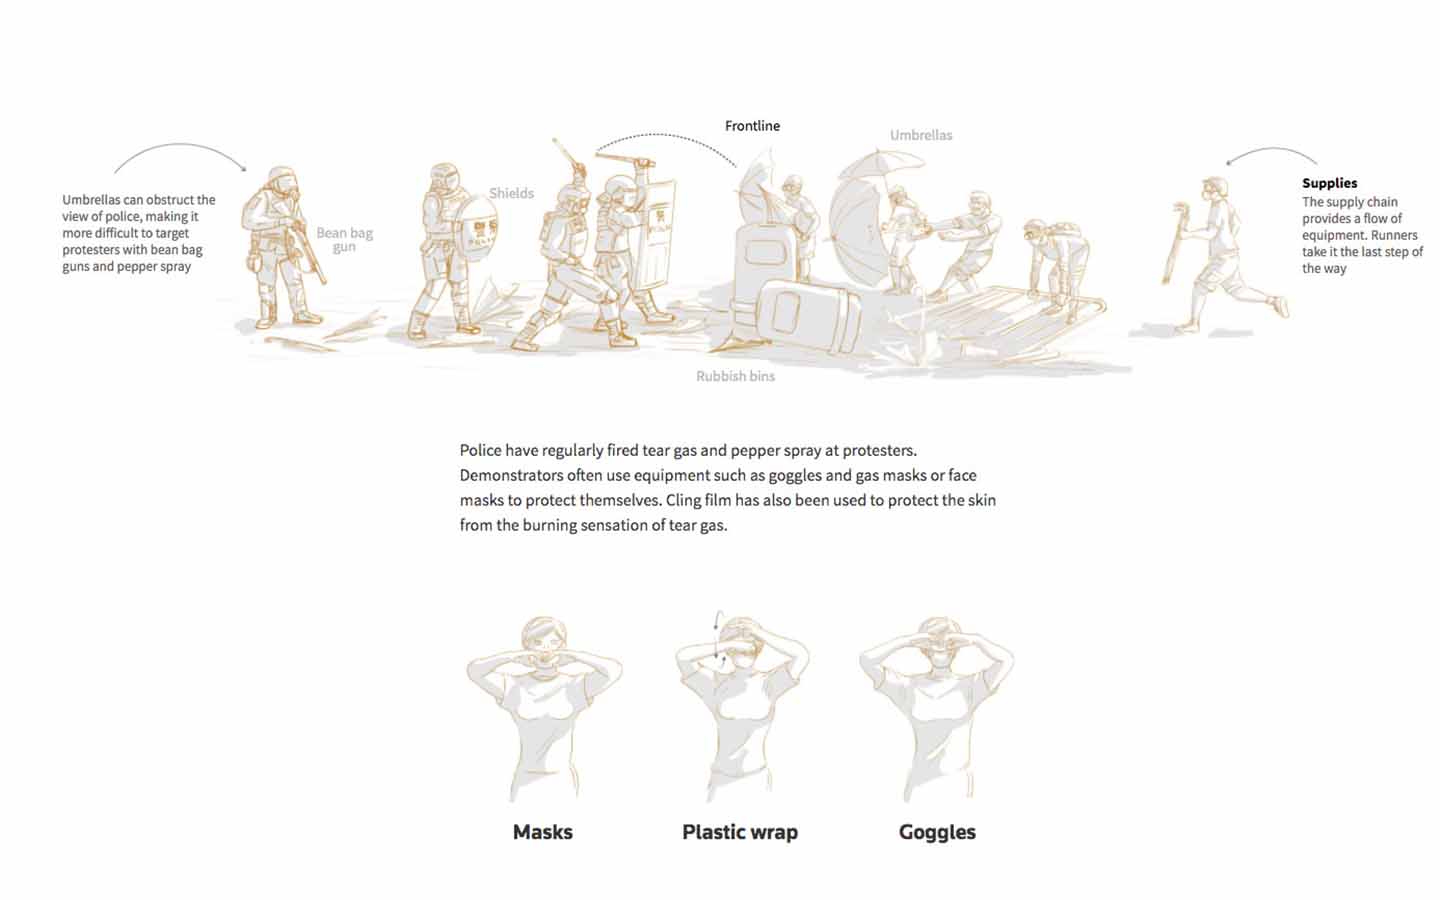 Frontline
Umbrellas
Umbrellas can obstruct the
view of police, making it
more difficult to target
protesters with bean bag
guns and pepper spray
Bean bag
gun
Shields
Supplies
The supply chain
provides a flow of
equipment. Runners
take it the last step of
the way
Rubbish bins
Police have regularly fired tear gas and pepper spray at protesters.
Demonstrators often use equipment such as goggles and gas masks or face
masks to protect themselves. Cling film has also been used to protect the skin
from the burning sensation of tear gas.
Masks
Plastic wrap
Goggles